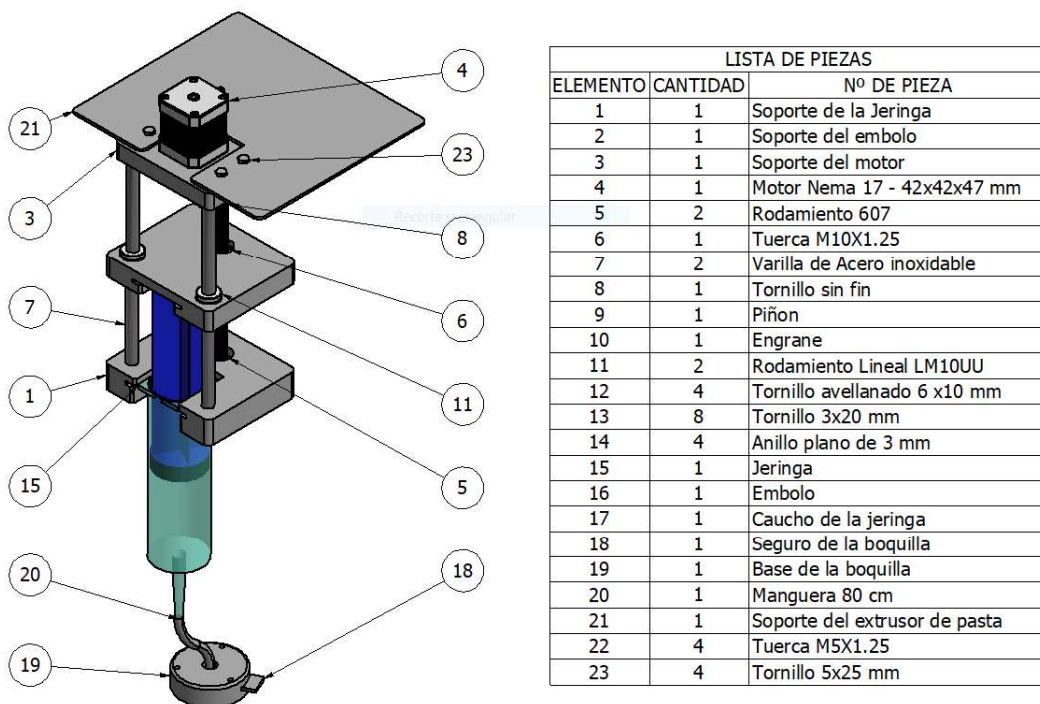 4
21
23
3
8
7
6
1
11
15
5
20
18
19
Recorte rectangular
LISTA DE PIEZAS
ELEMENTO CANTIDAD Nº DE PIEZA
1 1 Soporte de la Jeringa
2 1 Soporte del embolo
3 1 Soporte del motor
4 1 Motor Nema 17 - 42x42x47 mm
5 2 Rodamiento 607
6 1 Tuerca M10X1.25
7 2 Varilla de Acero inoxidable
8 1 Tornillo sin fin
9 1 Piñon
10 1 Engrane
11 2 Rodamiento Lineal LM10UU
12 4 Tornillo avellanado 6 x10 mm
13 8 Tornillo 3x20 mm
14 4 Anillo plano de 3 mm
15 1 Jeringa
16 1 Embolo
17 1 Caucho de la jeringa
18 1 Seguro de la boquilla
19 1 Base de la boquilla
20 1 Manguera 80 cm
21 1 Soporte del extrusor de pasta
22 4 Tuerca M5X1.25
23 4 Tornillo 5x25 mm